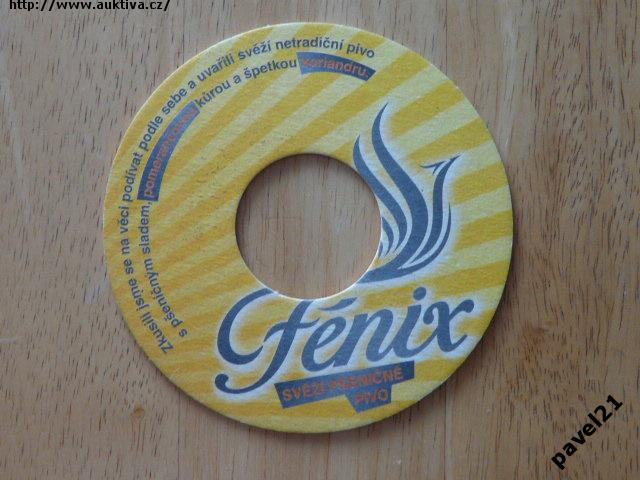 http://www.auktiva.cz/
Zkusili jsme se na věci podívat podle sebe a uvařili svěží netradiční pivo
s pšeničným sladem, pomerančovou kůrou a špetkou koriandru.
Fénix
SVĚŽÍ PŠENIČNÉ
PIVO
pavel21